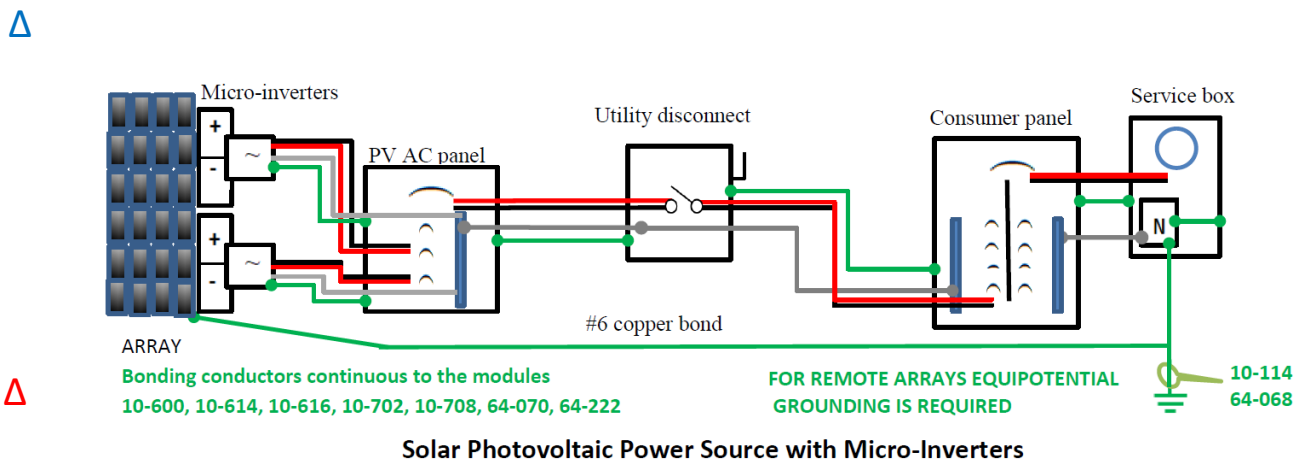 Δ
Micro-inverters
Utility disconnect
Consumer panel
Service box
PV AC panel
+
~
-
+
~
-
N
#6 copper bond
ARRAY
Bonding conductors continuous to the modules
10-600, 10-614, 10-616, 10-702, 10-708, 64-070, 64-222
FOR REMOTE ARRAYS EQUIPOTENTIAL
GROUNDING IS REQUIRED
10-114
64-068
Δ
Solar Photovoltaic Power Source with Micro-Inverters